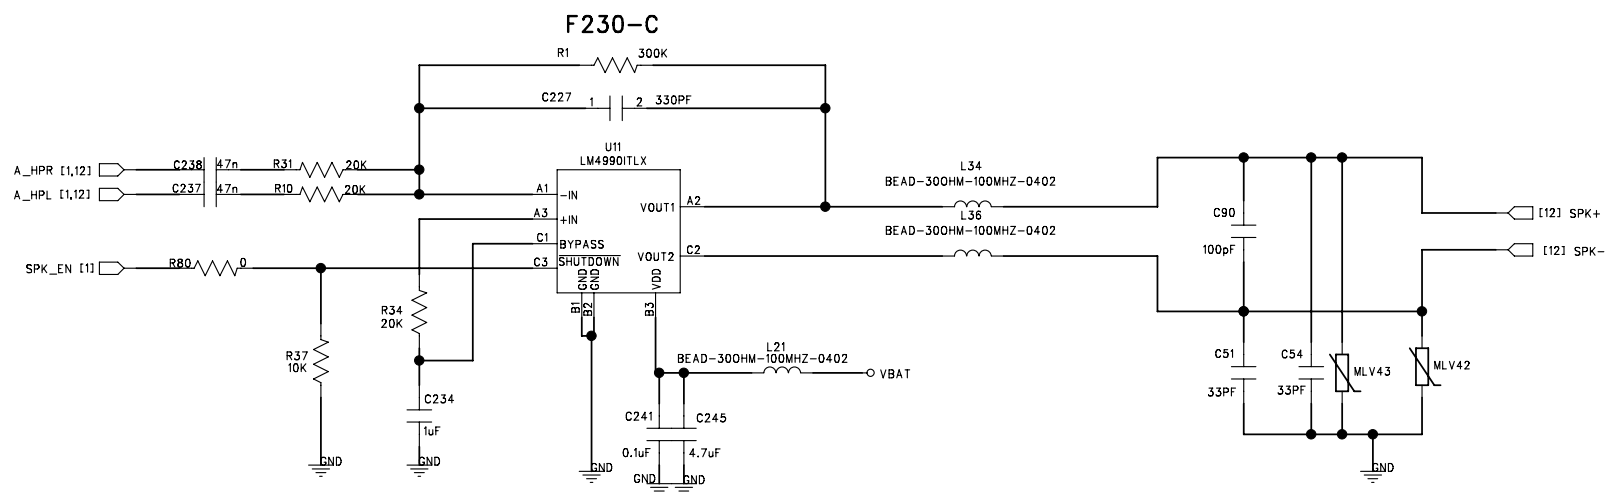 F230-C
R1 300K
C227 1 2 330PF
U11
LM4990ITLX
A_HPR [1,12] C238 47n R31 20K
A_HPL [1,12] C237 47n R10 20K
A1 -IN
A3 +IN
C1 BYPASS
C3 SHUTDOWN
VOUT1 A2
VOUT2 C2
GND GND VDD
B1 B2 B3
SPK_EN [1] R80 0
R34
20K
R37
10K
C234
1uF
GND
GND
GND
L21
BEAD-30OHM-100MHZ-0402
VBAT
C241 C245
0.1uF 4.7uF
GND GND
L34
BEAD-30OHM-100MHZ-0402
L36
BEAD-30OHM-100MHZ-0402
C90
100pF
[12] SPK+
[12] SPK-
C51 C54 MLV43 MLV42
33PF 33PF
GND